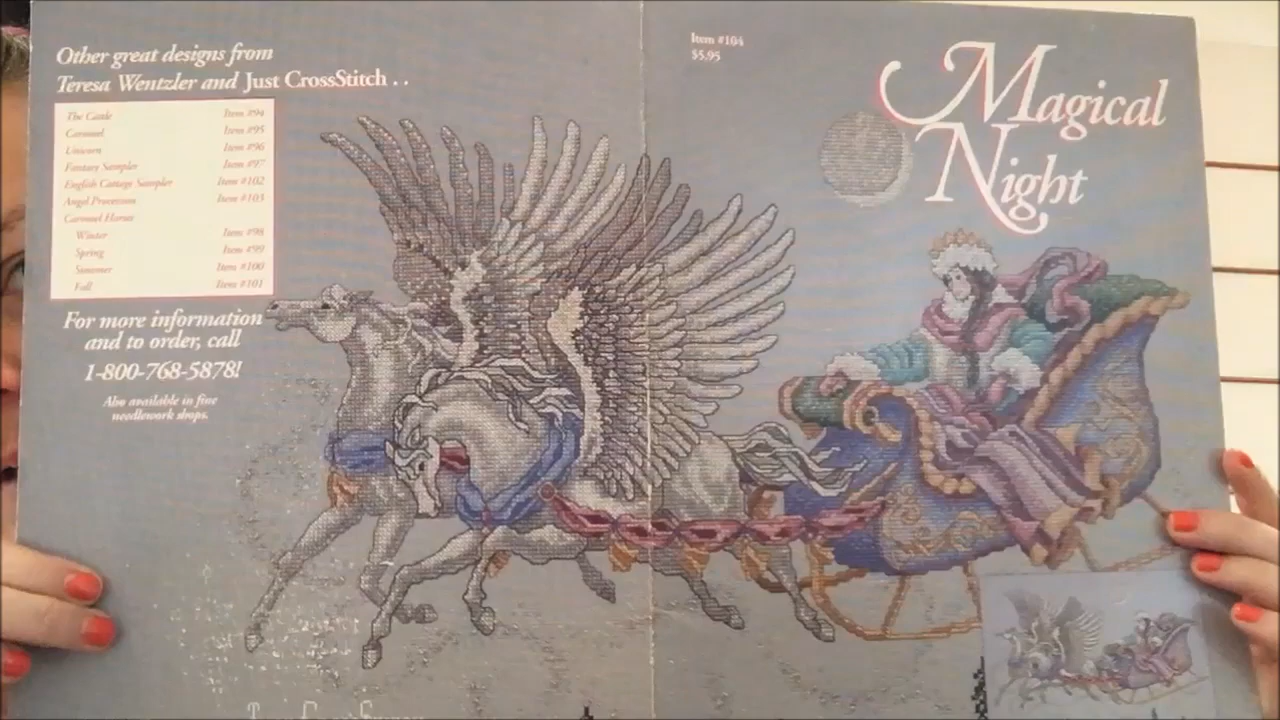 Other great designs from
Teresa Wentzler and Just CrossStitch . .
The Castle Item #94
Carousel Item #95
Unicorn Item #96
Fantasy Sampler Item #97
English Cottage Sampler Item #102
Angel Procession Item #103
Carousel Horses
Winter Item #98
Spring Item #99
Summer Item #100
Fall Item #101
For more information
and to order, call
1-800-768-5878!
Also available in fine
needlework shops.
Item #104
$5.95
Magical
Night